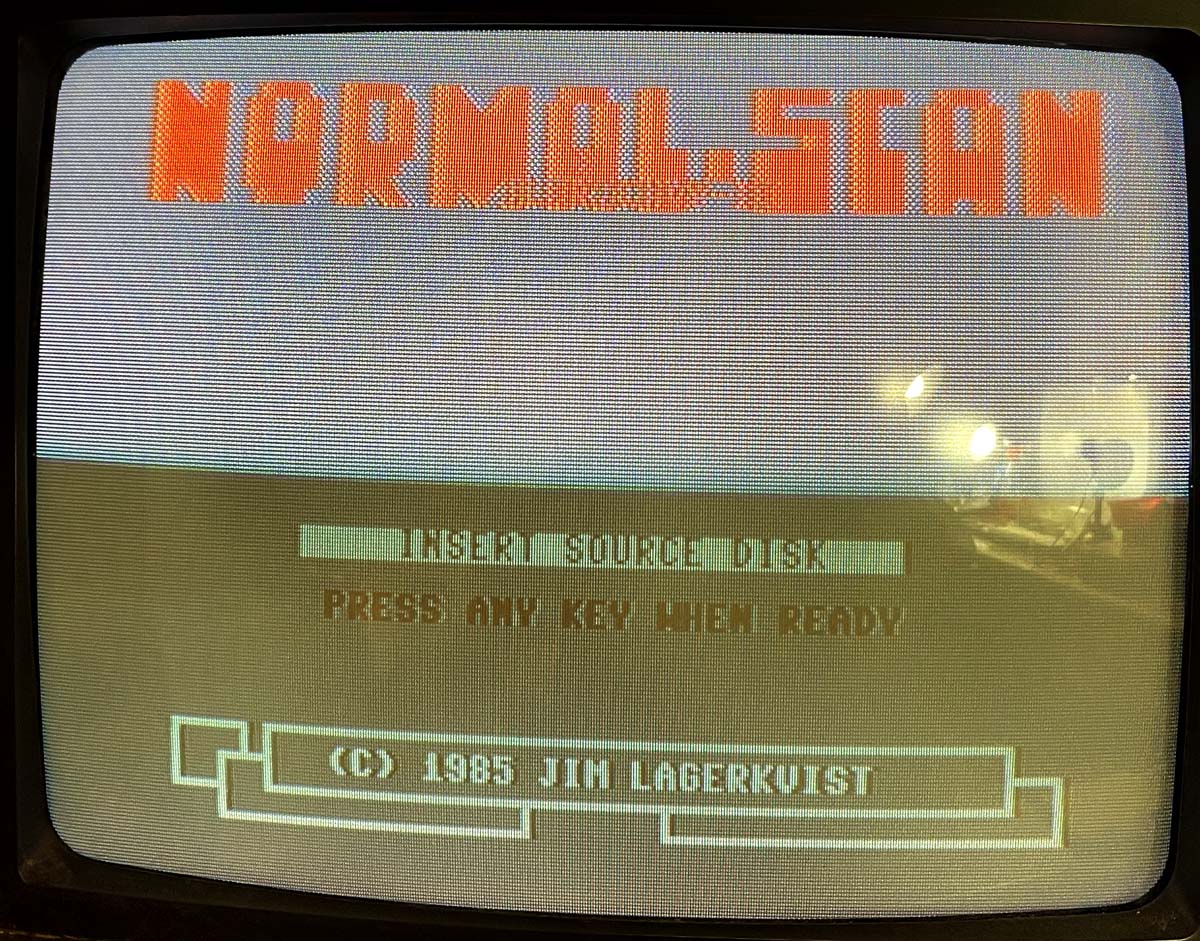 NORMAL SCAN
INSERT SOURCE DISK
PRESS ANY KEY WHEN READY
(C) 1985 JIM LAGERKVIST